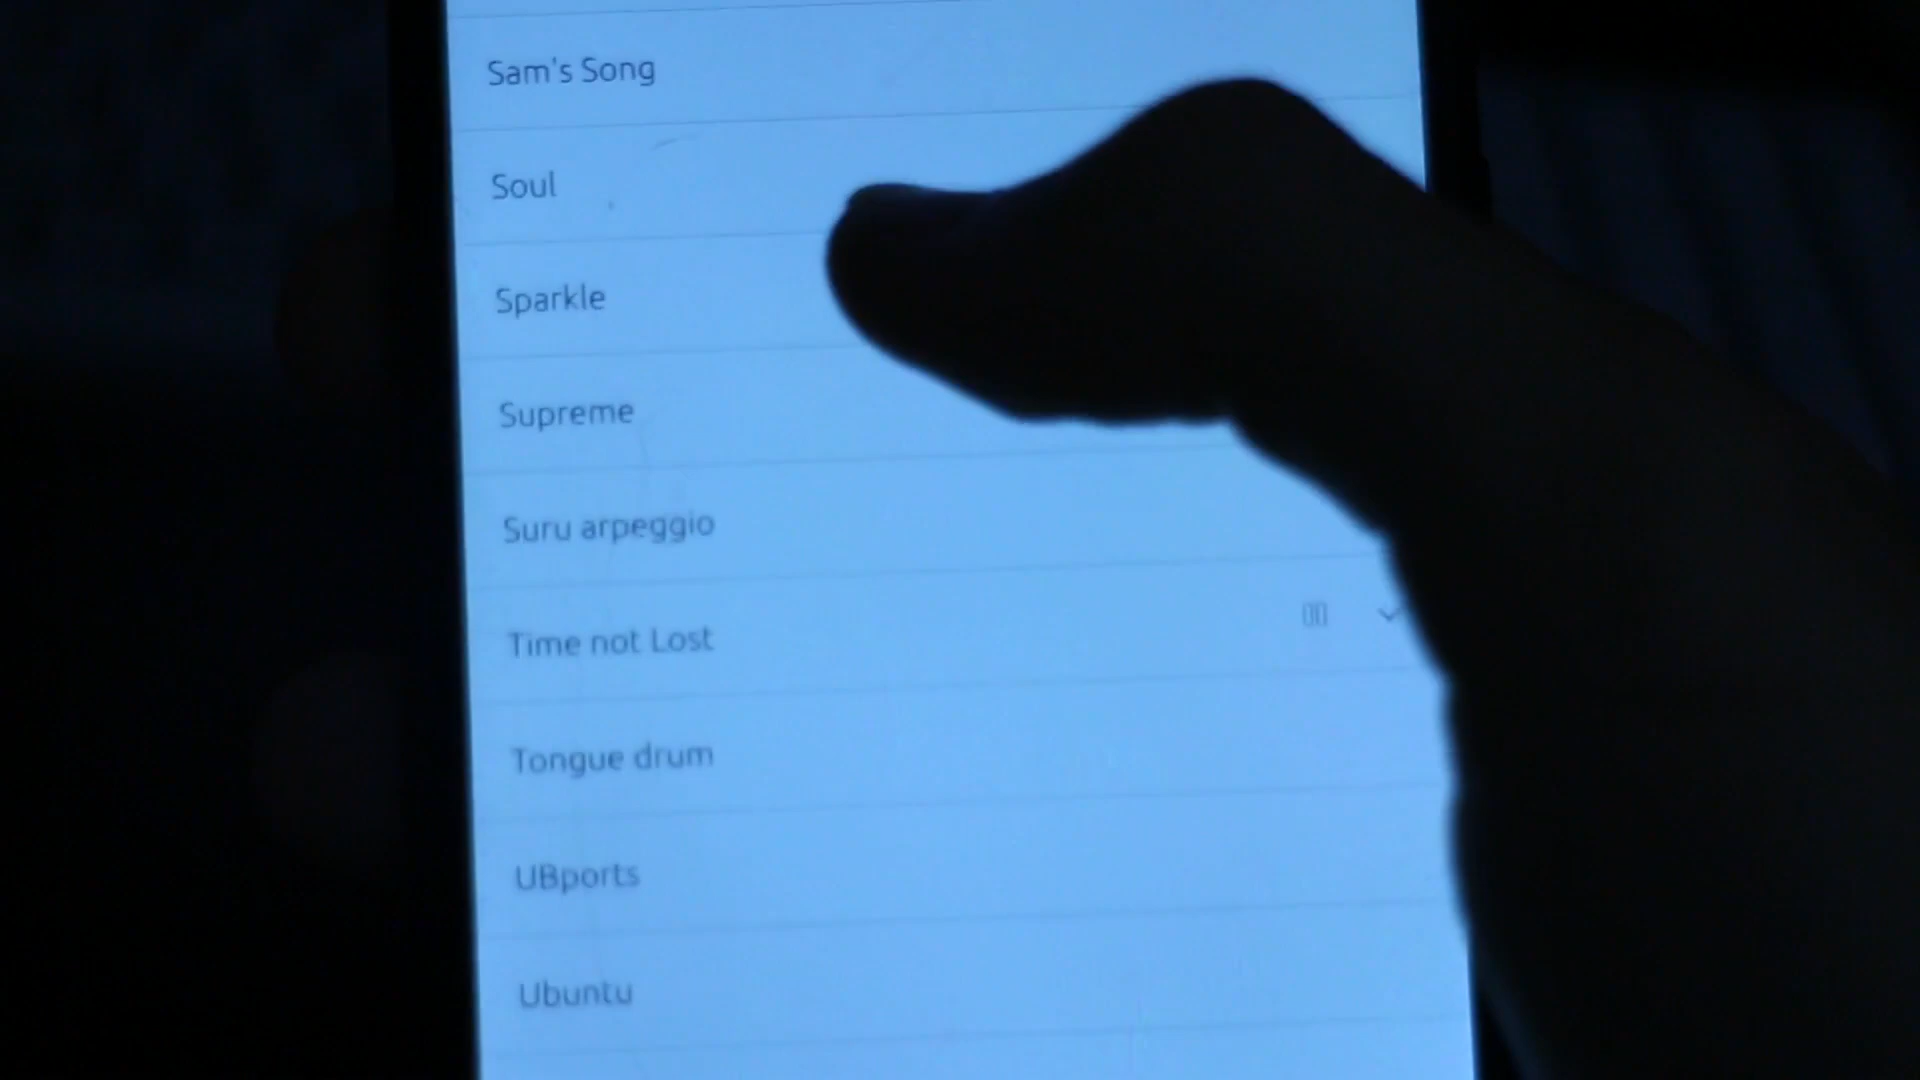 Sam's Song
Soul
Sparkle
Supreme
Suru arpeggio
Time not Lost
Tongue drum
UBports
Ubuntu